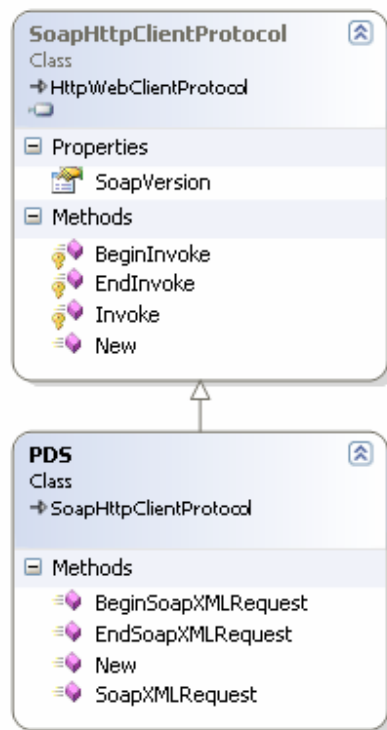 SoapHttpClientProtocol
Class
HttpWebClientProtocol
Properties
SoapVersion
Methods
BeginInvoke
EndInvoke
Invoke
New
PDS
Class
SoapHttpClientProtocol
Methods
BeginSoapXMLRequest
EndSoapXMLRequest
New
SoapXMLRequest